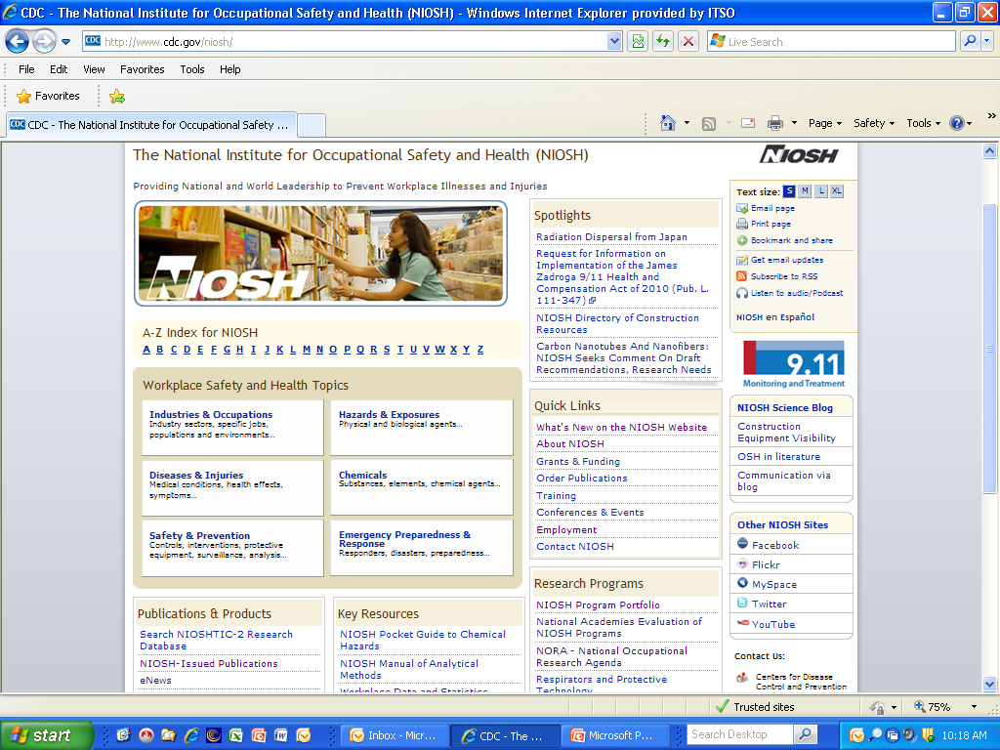 CDC - The National Institute for Occupational Safety and Health (NIOSH) - Windows Internet Explorer provided by ITSO
CDC http://www.cdc.gov/niosh/
Live Search
File Edit View Favorites Tools Help
Favorites
CDC CDC - The National Institute for Occupational Safety ...
Page Safety Tools
The National Institute for Occupational Safety and Health (NIOSH)
NIOSH
Providing National and World Leadership to Prevent Workplace Illnesses and Injuries
NIOSH
A-Z Index for NIOSH
A B C D E F G H I J K L M N O P Q R S T U V W X Y Z
Workplace Safety and Health Topics
Industries & Occupations
Industry sectors, specific jobs,
populations and environments...
Hazards & Exposures
Physical and biological agents...
Diseases & Injuries
Medical conditions, health effects,
symptoms...
Chemicals
Substances, elements, chemical agents...
Safety & Prevention
Controls, interventions, protective
equipment, surveillance, analysis...
Emergency Preparedness &
Response
Responders, disasters, preparedness...
Publications & Products
Search NIOSHTIC-2 Research
Database
NIOSH-Issued Publications
eNews
Key Resources
NIOSH Pocket Guide to Chemical
Hazards
NIOSH Manual of Analytical
Methods
Workplace Data and Statistics
Spotlights
Radiation Dispersal from Japan
Request for Information on
Implementation of the James
Zadroga 9/11 Health and
Compensation Act of 2010 (Pub. L.
111-347)
NIOSH Directory of Construction
Resources
Carbon Nanotubes And Nanofibers:
NIOSH Seeks Comment On Draft
Recommendations, Research Needs
Quick Links
What's New on the NIOSH Website
About NIOSH
Grants & Funding
Order Publications
Training
Conferences & Events
Employment
Contact NIOSH
Research Programs
NIOSH Program Portfolio
National Academies Evaluation of
NIOSH Programs
NORA - National Occupational
Research Agenda
Respirators and Protective
Technology
Text size: S M L XL
Email page
Print page
Bookmark and share
Get email updates
Subscribe to RSS
Listen to audio/Podcast
NIOSH en Español
9.11
Monitoring and Treatment
NIOSH Science Blog
Construction
Equipment Visibility
OSH in literature
Communication via
blog
Other NIOSH Sites
Facebook
Flickr
MySpace
Twitter
YouTube
Contact Us:
Centers for Disease
Control and Prevention
Trusted sites 75%
start Inbox - Micr... CDC - The ... Microsoft P... Search Desktop 10:18 AM